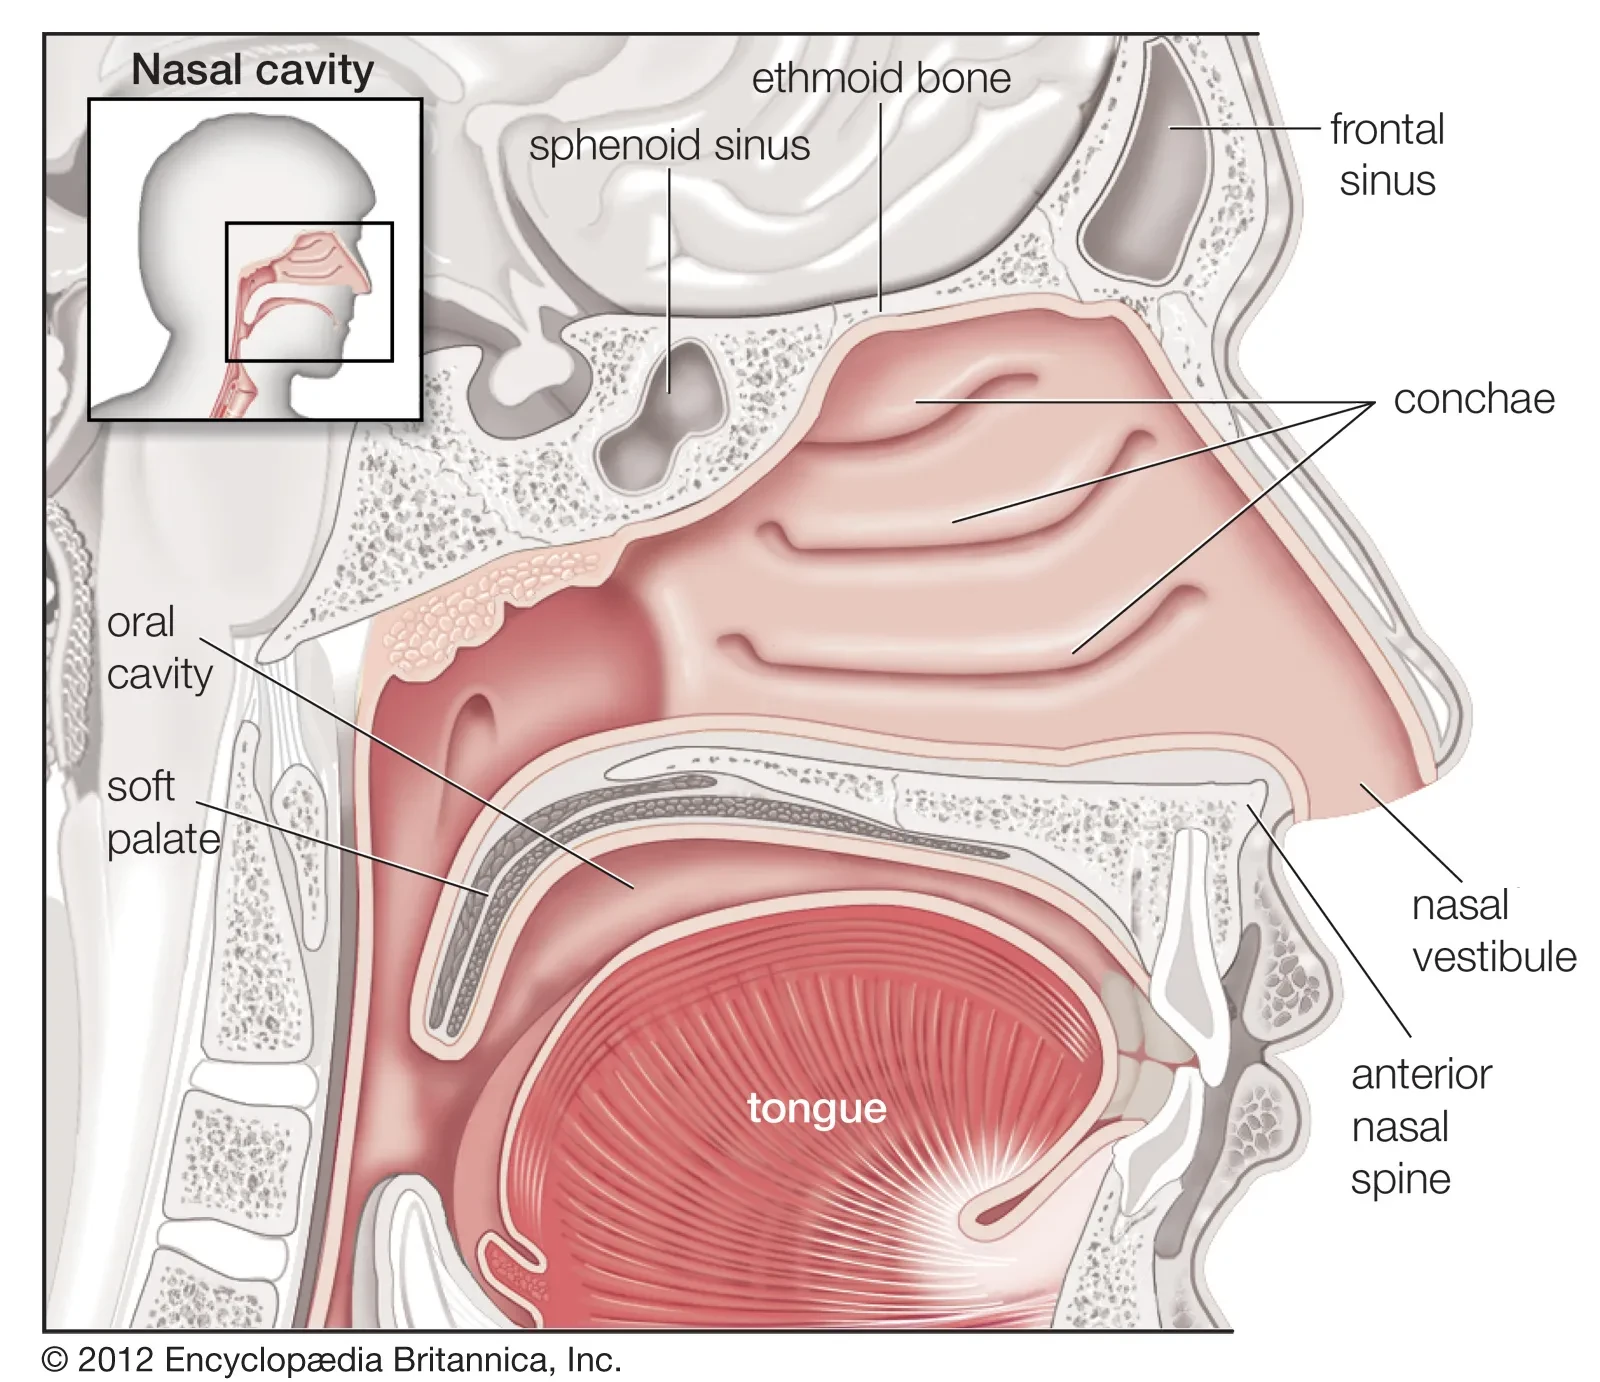 Nasal cavity
ethmoid bone
sphenoid sinus
frontal
sinus
conchae
oral
cavity
soft
palate
nasal
vestibule
anterior
nasal
spine
tongue
© 2012 Encyclopædia Britannica, Inc.